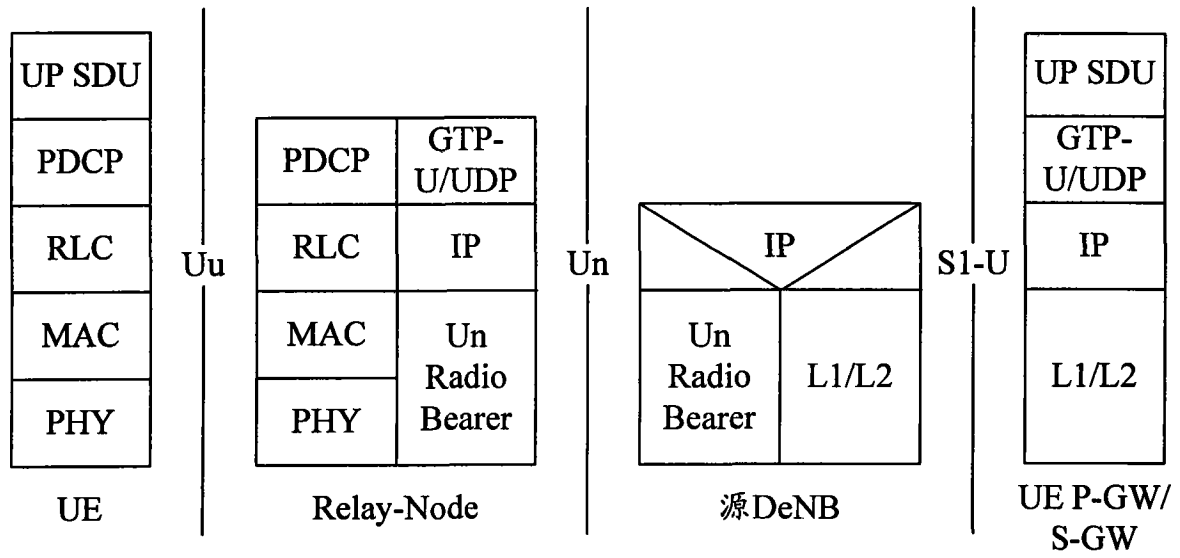 UP SDU
PDCP
RLC
MAC
PHY
UE
Uu
PDCP
RLC
MAC
PHY
GTP-
U/UDP
IP
Un
Radio
Bearer
Relay-Node
Un
IP
Un
Radio
Bearer
L1/L2
源DeNB
S1-U
UP SDU
GTP-
U/UDP
IP
L1/L2
UE P-GW/
S-GW